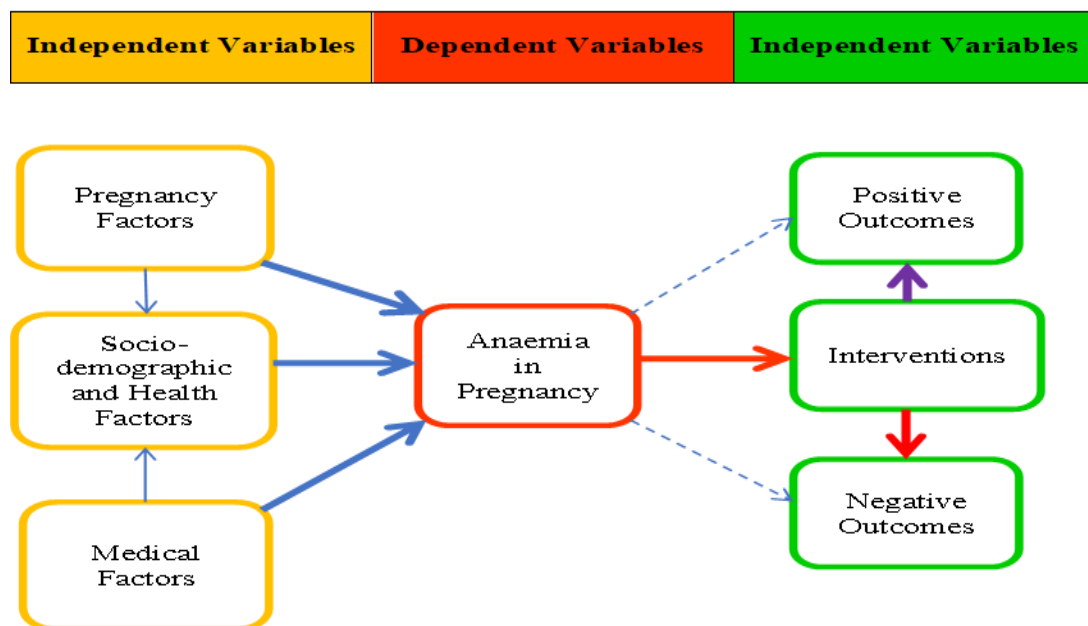 Independent Variables
Dependent Variables
Independent Variables
Pregnancy
Factors
Socio-
demographic
and Health
Factors
Medical
Factors
Anaemia
in
Pregnancy
Positive
Outcomes
Interventions
Negative
Outcomes